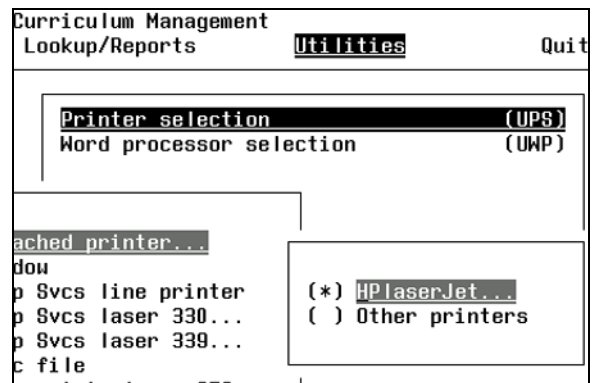 Curriculum Management
Lookup/Reports Utilities Quit
Printer selection (UPS)
Word processor selection (UWP)
ached printer...
dow
p Svcs line printer
p Svcs laser 330...
p Svcs laser 339...
c file
(*) HPlaserJet...
( ) Other printers